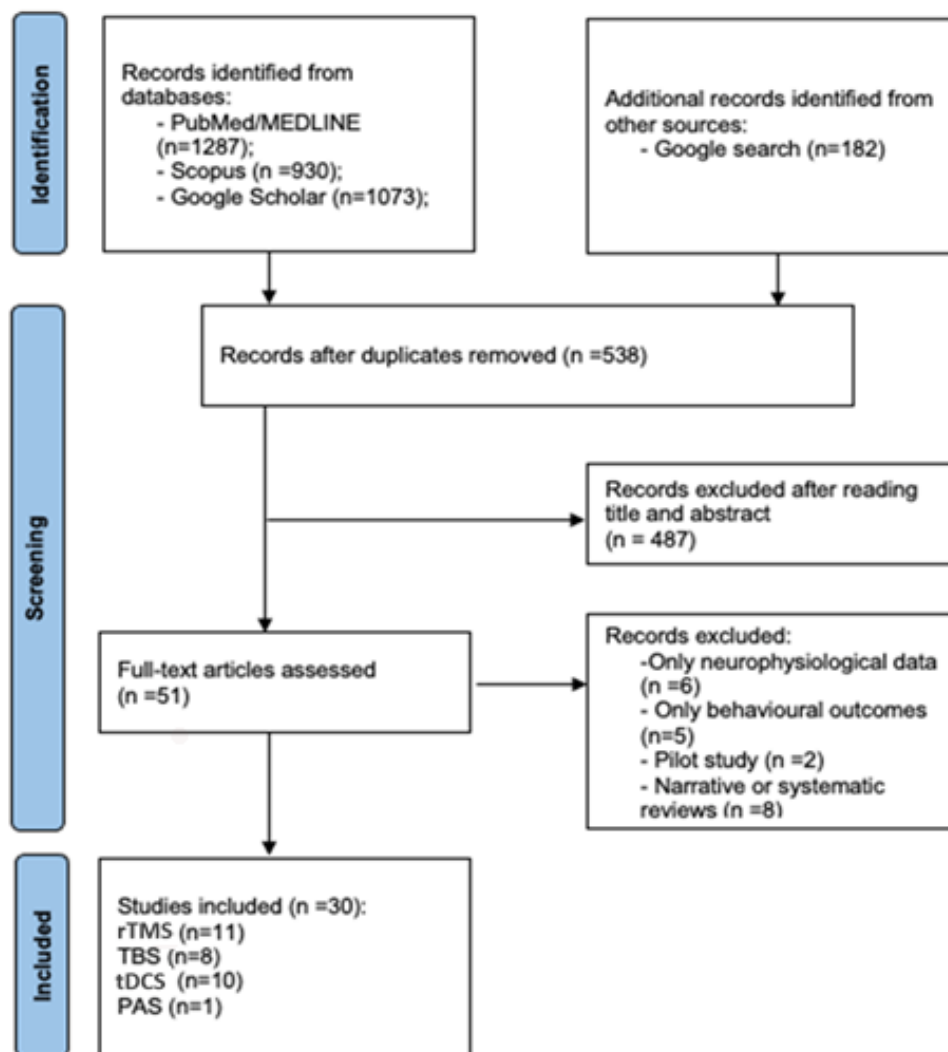 Identification
Records identified from
databases:
- PubMed/MEDLINE
(n=1287);
- Scopus (n =930);
- Google Scholar (n=1073);
Additional records identified from
other sources:
- Google search (n=182)
Screening
Records after duplicates removed (n =538)
Records excluded after reading
title and abstract
(n = 487)
Full-text articles assessed
(n =51)
Records excluded:
-Only neurophysiological data
(n =6)
- Only behavioural outcomes
(n=5)
- Pilot study (n =2)
- Narrative or systematic
reviews (n =8)
Included
Studies included (n =30):
rTMS (n=11)
TBS (n=8)
tDCS (n=10)
PAS (n=1)